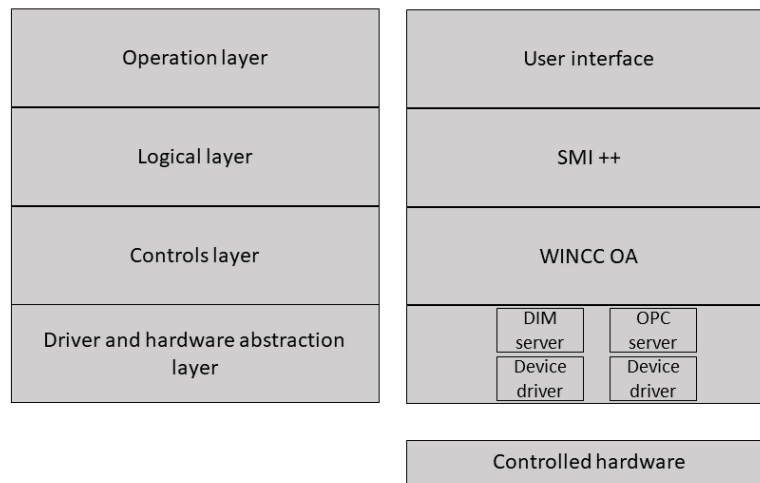 Operation layer
User interface
Logical layer
SMI ++
Controls layer
WINCC OA
Driver and hardware abstraction
layer
DIM
server
OPC
server
Device
driver
Device
driver
Controlled hardware